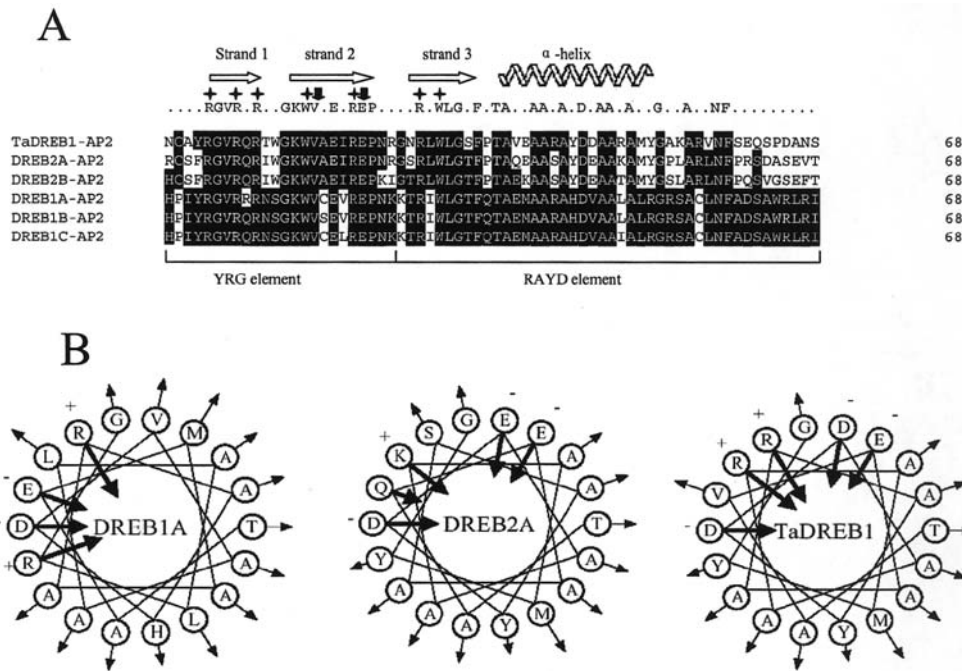 A
Strand 1 strand 2 strand 3 α-helix
....RGVR.R..GKWV.E.REP....R.WLG.F.TA..AA.A.D.AA.A..G..A.NF........
TaDREB1-AP2 NCAYRGVRQRTWGKWVAEIREPNRGNRLWLGSFPTAVEAARAYDDAARAMYGAKARVNFSEQSPDANS 68
DREB2A-AP2 RCSFRGVRQRIWGKWVAEIREPNRGSRLWLGTFPTAQEAASAYDEAAKAMYGPLARLNFPRSDASEVT 68
DREB2B-AP2 HCSFRGVRQRIWGKWVAEIREPKIGTRLWLGTFPTAEKAASAYDEAATAMYGSLARLNFPQSVGSEFT 68
DREB1A-AP2 HPIYRGVRRRNSGKWVCEVREPNKKTRIWLGTFQTAEMAARAHDVAALALRGRSACLNFADSAWRLRI 68
DREB1B-AP2 HPIYRGVRQRNSGKWVSEVREPNKKTRIWLGTFQTAEMAARAHDVAALALRGRSACLNFADSAWRLRI 68
DREB1C-AP2 HPIYRGVRQRNSGKWVCELREPNKKTRIWLGTFQTAEMAARAHDVAAIALRGRSACLNFADSAWRLRI 68
YRG element RAYD element
B
+ R G V M A A T A A L H A A A R + D - E - L
DREB1A
+ K S G E - E - A A T A A M Y A A A Y D - Q
DREB2A
+ R + R G D - E - A A T A A M Y A A A Y D - V
TaDREB1